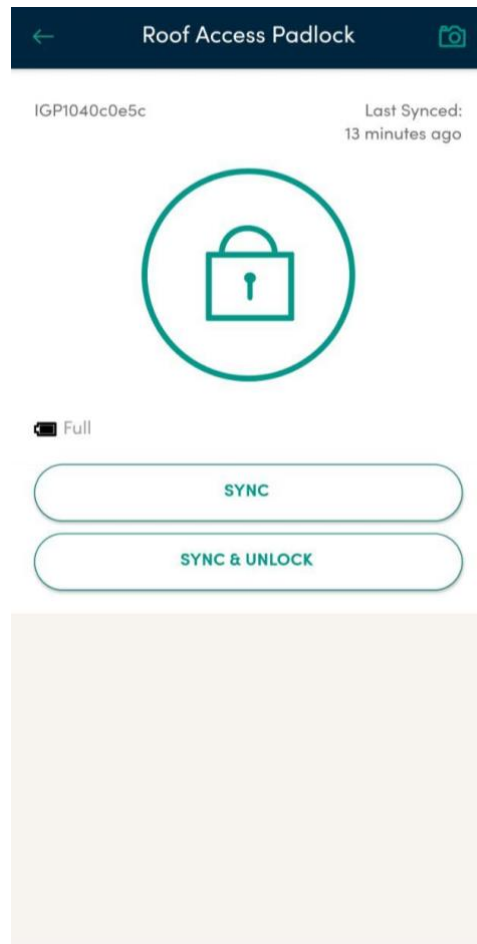 Roof Access Padlock
IGP1040c0e5c
Last Synced:
13 minutes ago
Full
SYNC
SYNC & UNLOCK